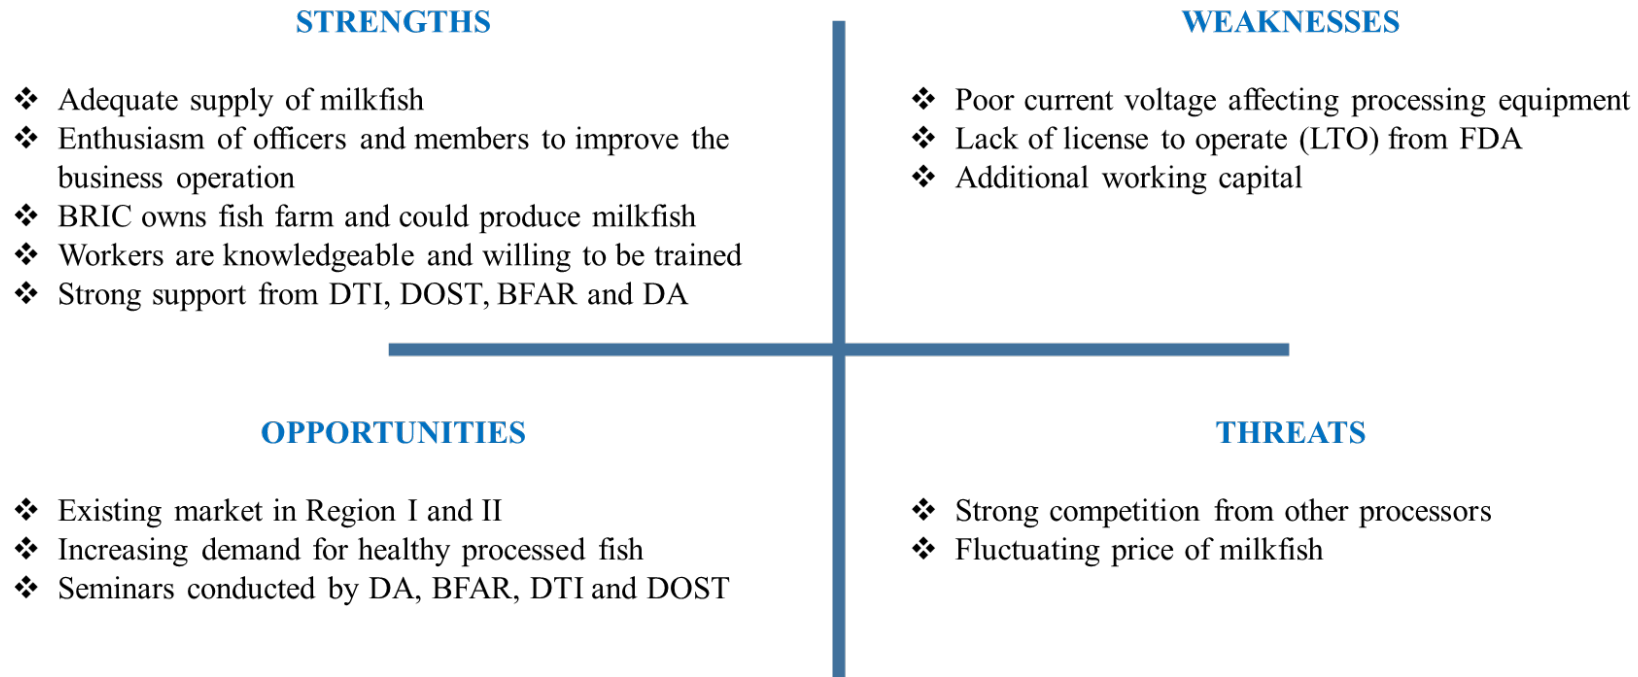 STRENGTHS
❖ Adequate supply of milkfish
❖ Enthusiasm of officers and members to improve the
business operation
❖ BRIC owns fish farm and could produce milkfish
❖ Workers are knowledgeable and willing to be trained
❖ Strong support from DTI, DOST, BFAR and DA
WEAKNESSES
❖ Poor current voltage affecting processing equipment
❖ Lack of license to operate (LTO) from FDA
❖ Additional working capital
OPPORTUNITIES
❖ Existing market in Region I and II
❖ Increasing demand for healthy processed fish
❖ Seminars conducted by DA, BFAR, DTI and DOST
THREATS
❖ Strong competition from other processors
❖ Fluctuating price of milkfish